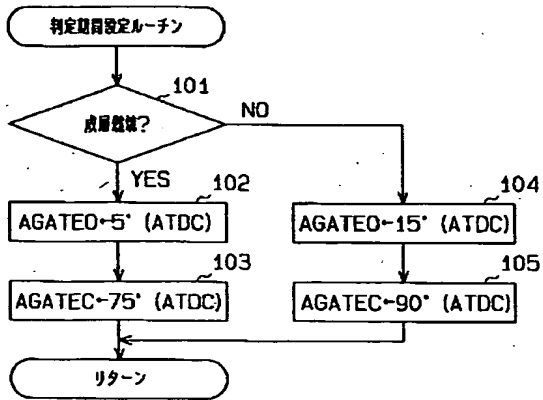 判定期間設定ルーチン
101
成層燃焼?
NO
YES
102
AGATEO←5° (ATDC)
104
AGATEO←15° (ATDC)
103
AGATEC←75° (ATDC)
105
AGATEC←90° (ATDC)
リターン